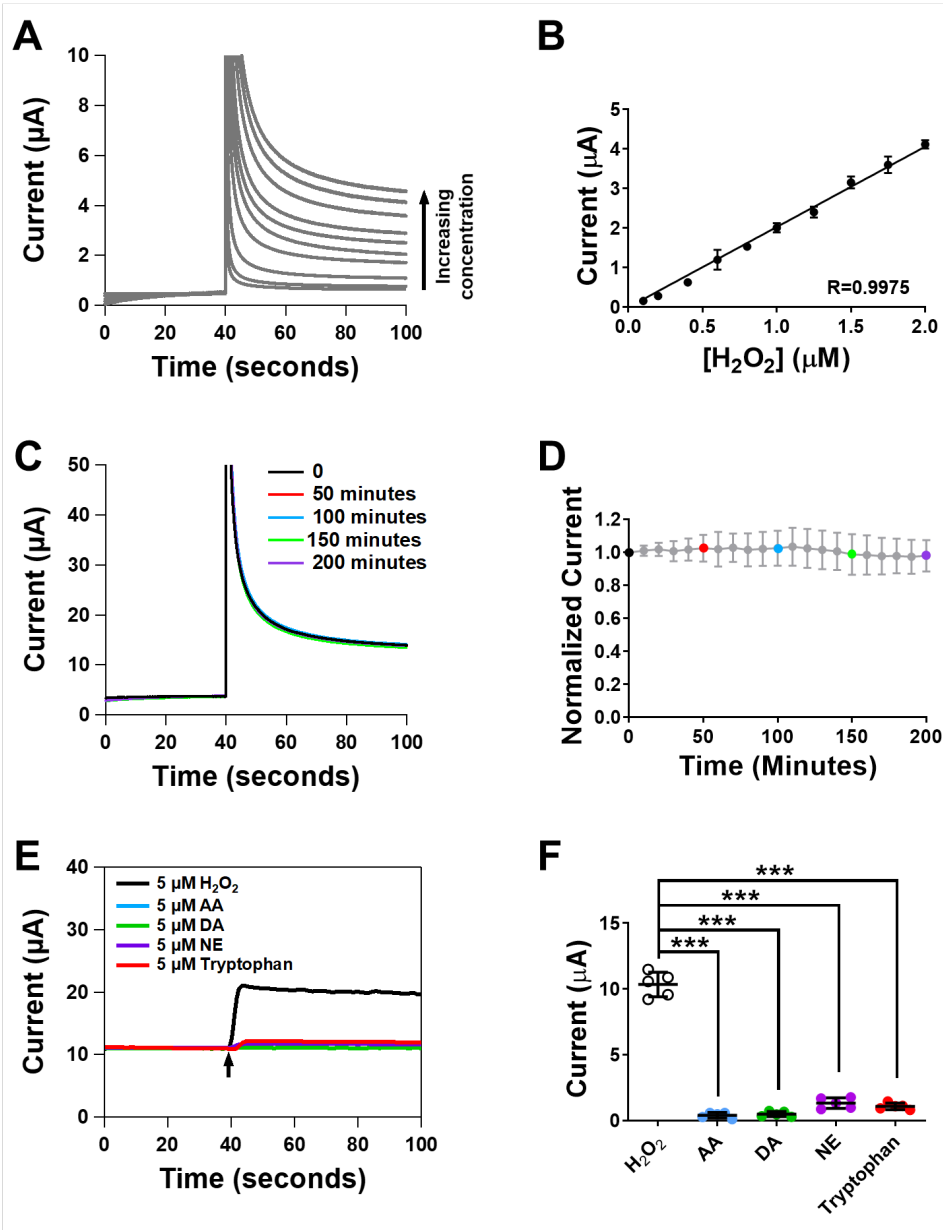 A
10
8
6
4
2
0
Current (µA)
0 20 40 60 80 100
Time (seconds)
Increasing
concentration
B
5
4
3
2
1
0
Current (µA)
R=0.9975
0.0 0.5 1.0 1.5 2.0
[H₂O₂] (µM)
C
50
40
30
20
10
0
Current (µA)
0
50 minutes
100 minutes
150 minutes
200 minutes
0 20 40 60 80 100
Time (seconds)
D
1.2
1.0
0.8
0.6
0.4
0.2
0.0
Normalized Current
0 50 100 150 200
Time (Minutes)
E
40
30
20
10
0
Current (µA)
5 µM H₂O₂
5 µM AA
5 µM DA
5 µM NE
5 µM Tryptophan
0 20 40 60 80 100
Time (seconds)
F
***
***
***
***
15
10
5
0
Current (µA)
H₂O₂
AA
DA
NE
Tryptophan